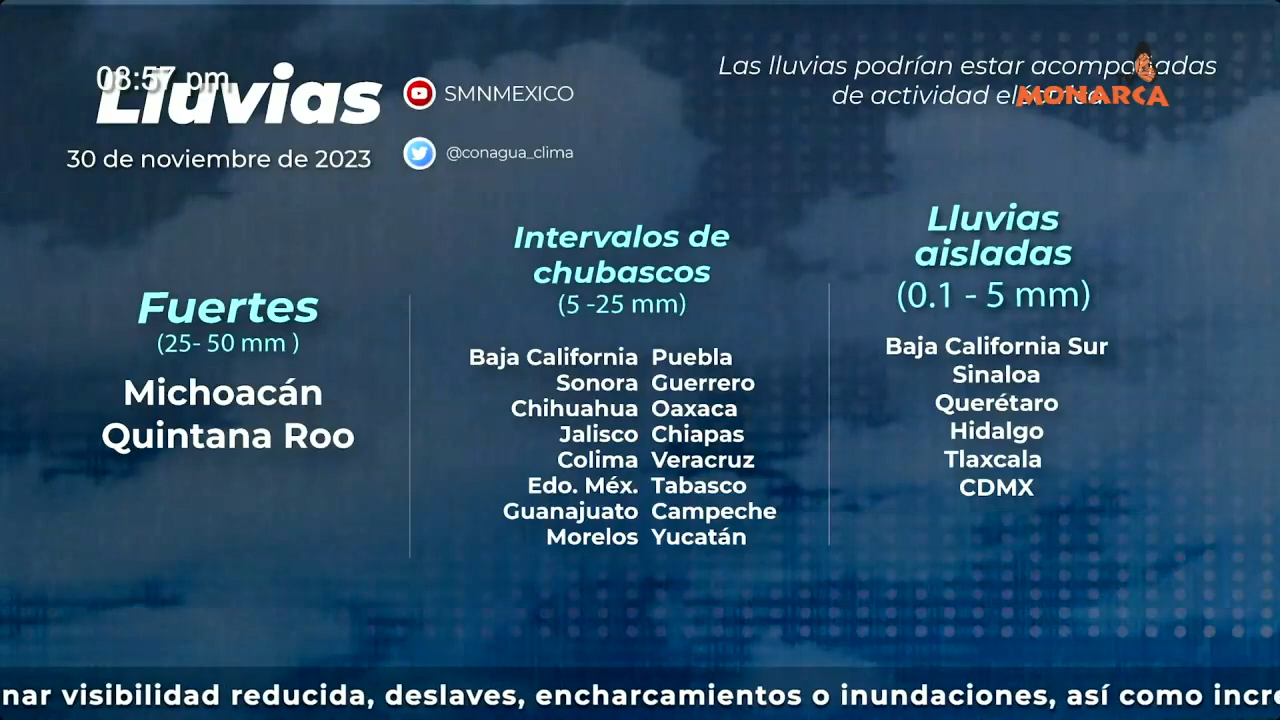 08:57 pm
Lluvias
30 de noviembre de 2023
SMNMEXICO
@conagua_clima
Las lluvias podrían estar
de actividad
MONARCA
Fuertes
(25- 50 mm )
Michoacán
Quintana Roo
Intervalos de
chubascos
(5 -25 mm)
Baja California Puebla
Sonora Guerrero
Chihuahua Oaxaca
Jalisco Chiapas
Colima Veracruz
Edo. Méx. Tabasco
Guanajuato Campeche
Morelos Yucatán
Lluvias
aisladas
(0.1 - 5 mm)
Baja California Sur
Sinaloa
Querétaro
Hidalgo
Tlaxcala
CDMX
nar visibilidad reducida, deslaves, encharcamientos o inundaciones, así como incre